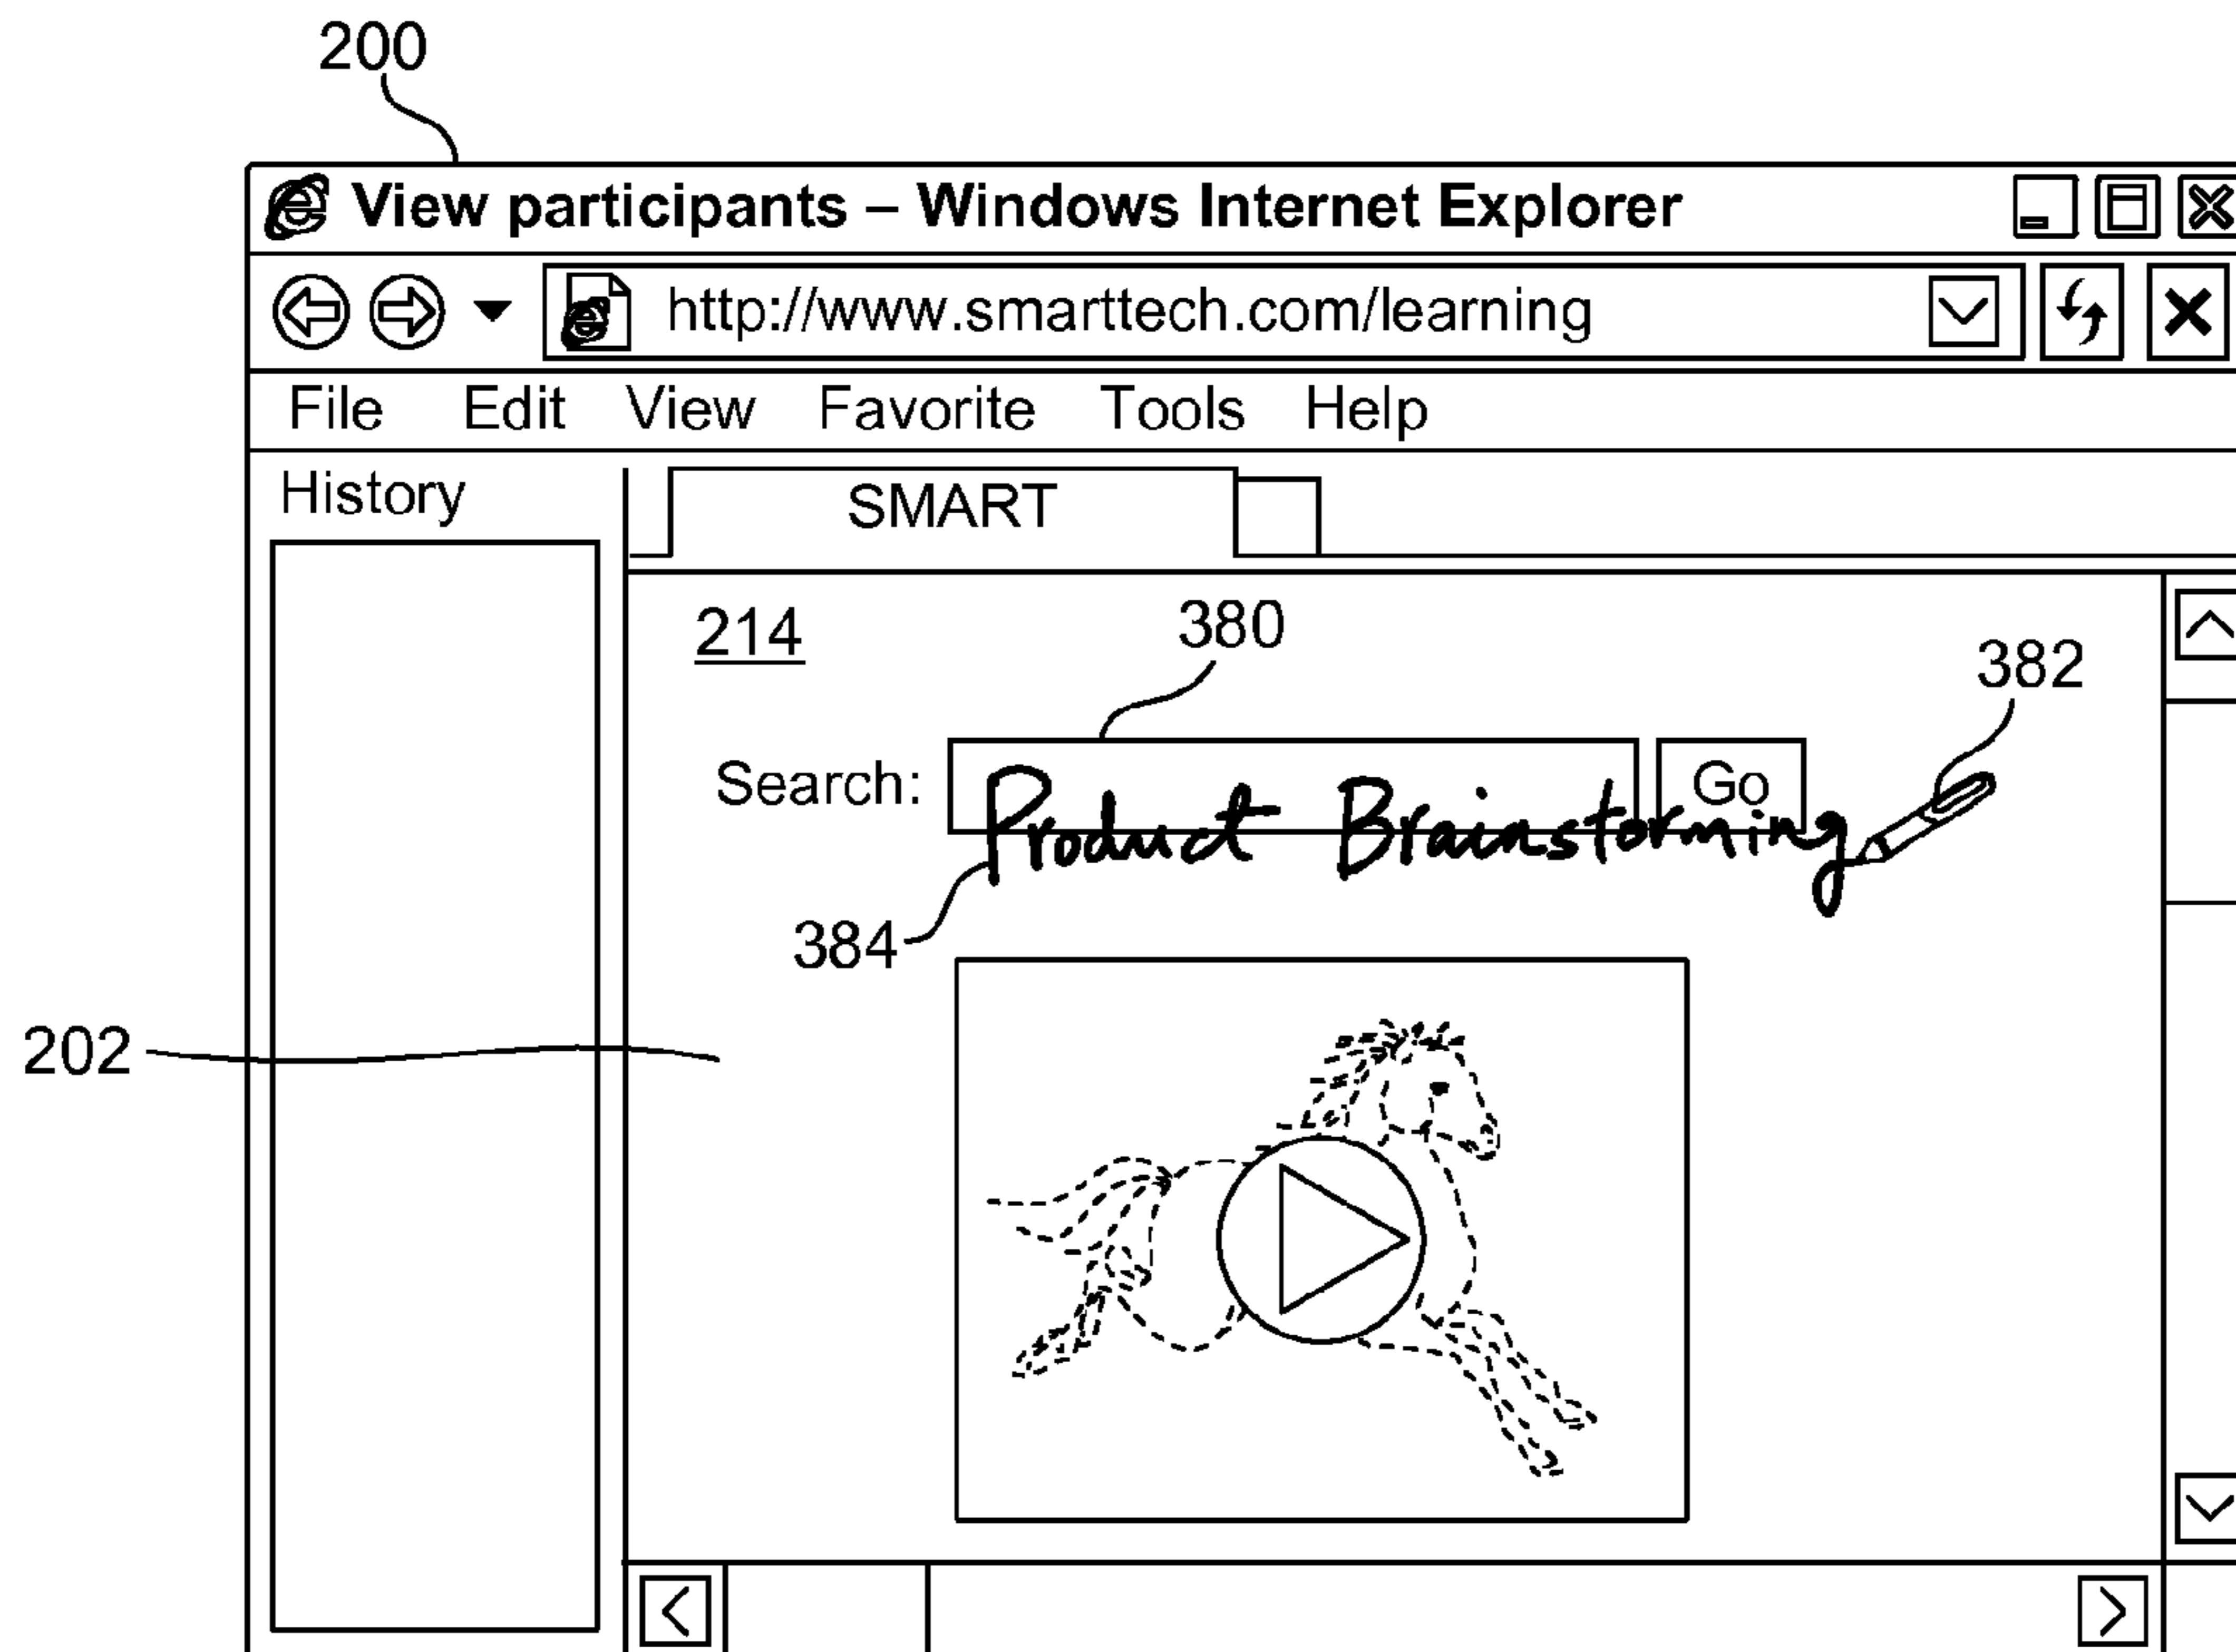 200
View participants – Windows Internet Explorer
http://www.smarttech.com/learning
File Edit View Favorite Tools Help
History
SMART
214
380
382
Search:
Go
Product Brainstorming
384
202